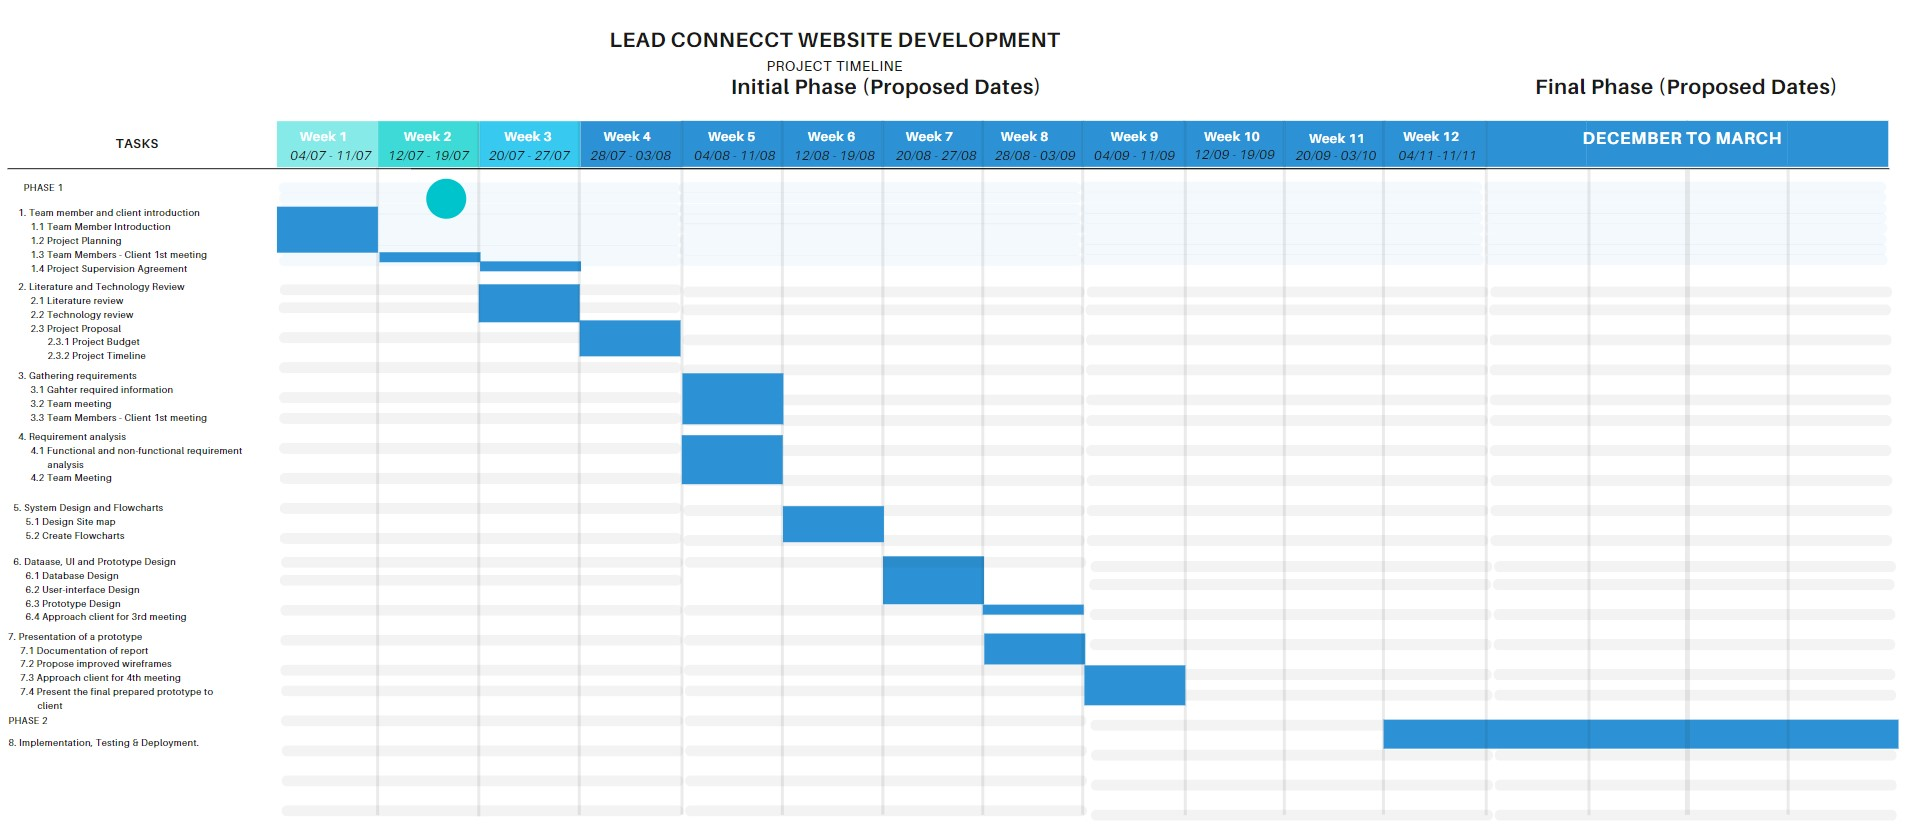 LEAD CONNECCT WEBSITE DEVELOPMENT
PROJECT TIMELINE
Initial Phase (Proposed Dates)
Final Phase (Proposed Dates)
TASKS
Week 1
04/07 - 11/07
Week 2
12/07 - 19/07
Week 3
20/07 - 27/07
Week 4
28/07 - 03/08
Week 5
04/08 - 11/08
Week 6
12/08 - 19/08
Week 7
20/08 - 27/08
Week 8
28/08 - 03/09
Week 9
04/09 - 11/09
Week 10
12/09 - 19/09
Week 11
20/09 - 03/10
Week 12
04/11 -11/11
DECEMBER TO MARCH
PHASE 1
1. Team member and client introduction
1.1 Team Member Introduction
1.2 Project Planning
1.3 Team Members - Client 1st meeting
1.4 Project Supervision Agreement
2. Literature and Technology Review
2.1 Literature review
2.2 Technology review
2.3 Project Proposal
2.3.1 Project Budget
2.3.2 Project Timeline
3. Gathering requirements
3.1 Gahter required information
3.2 Team meeting
3.3 Team Members - Client 1st meeting
4. Requirement analysis
4.1 Functional and non-functional requirement
analysis
4.2 Team Meeting
5. System Design and Flowcharts
5.1 Design Site map
5.2 Create Flowcharts
6. Dataase, UI and Prototype Design
6.1 Database Design
6.2 User-interface Design
6.3 Prototype Design
6.4 Approach client for 3rd meeting
7. Presentation of a prototype
7.1 Documentation of report
7.2 Propose improved wireframes
7.3 Approach client for 4th meeting
7.4 Present the final prepared prototype to
client
PHASE 2
8. Implementation, Testing & Deployment.